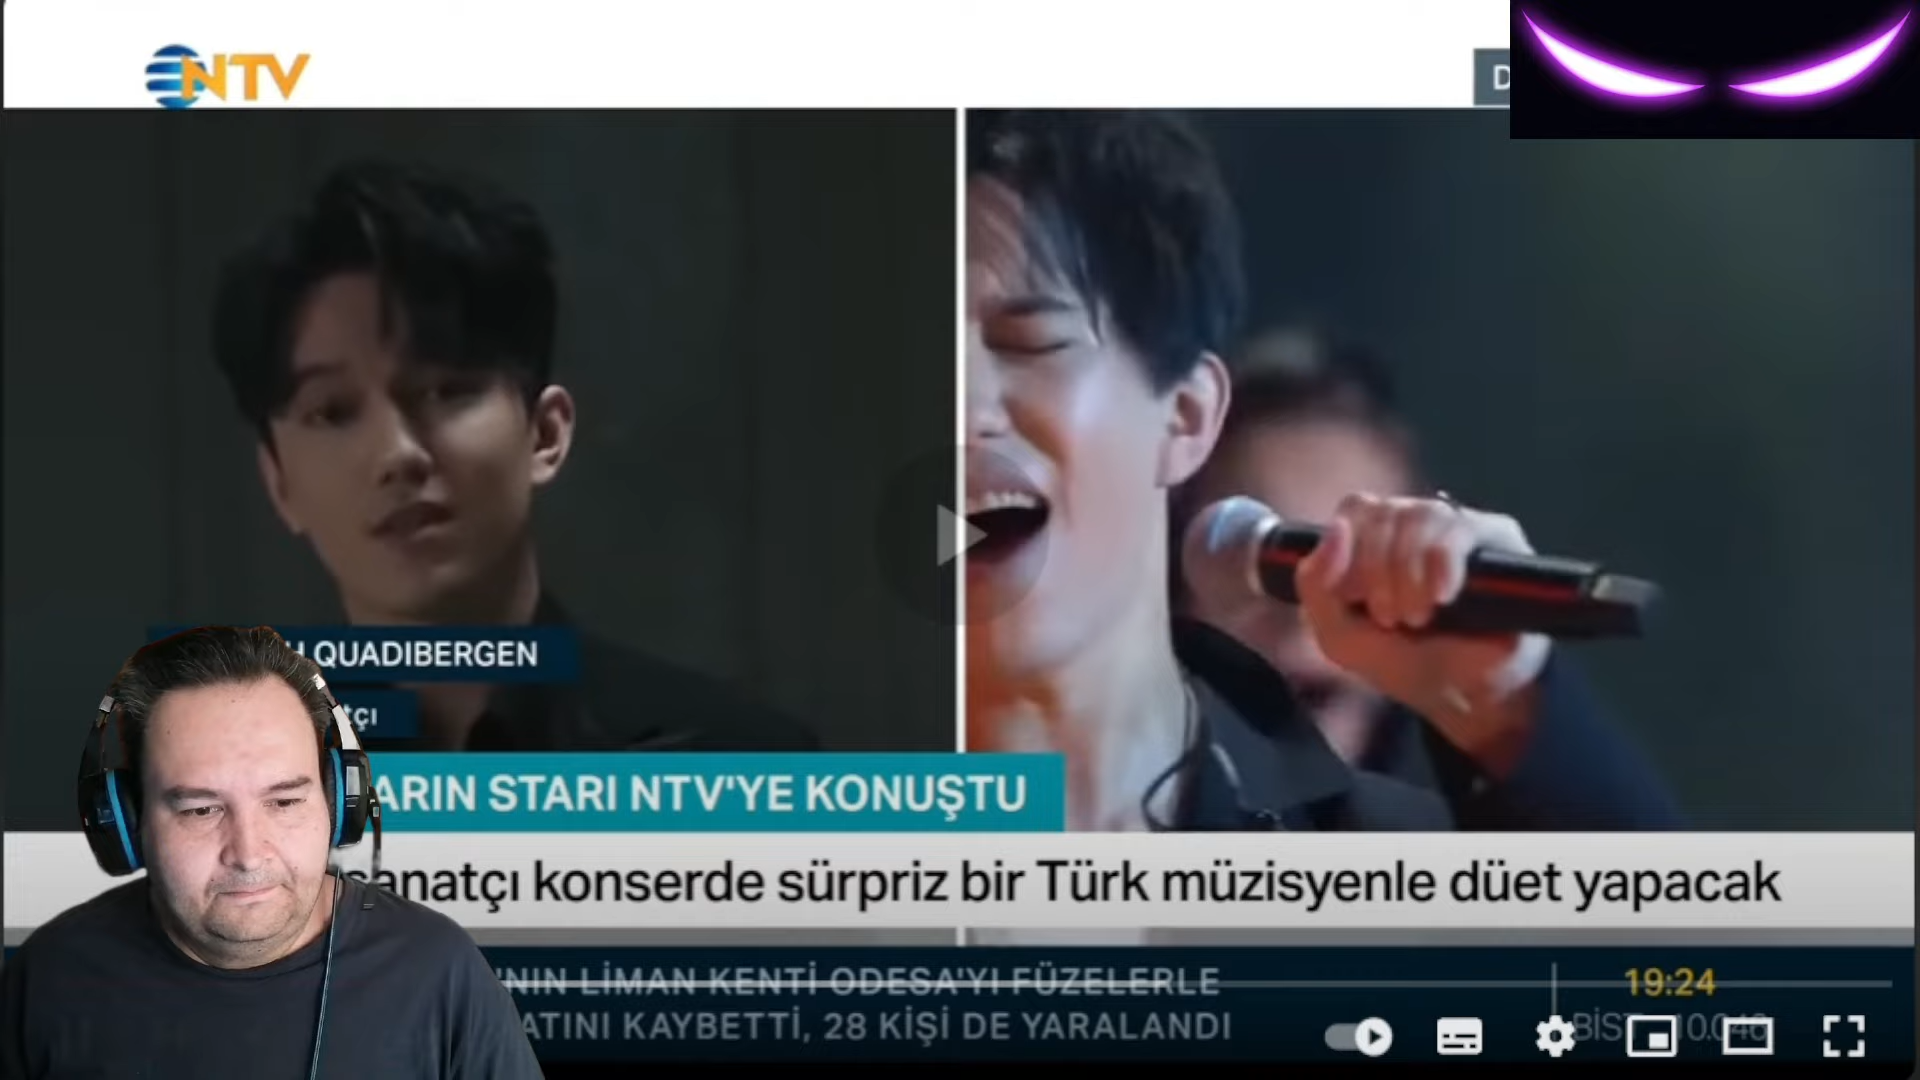 NTV
QUADIBERGEN
ARIN STARI NTV'YE KONUŞTU
sanatçı konserde sürpriz bir Türk müzisyenle düet yapacak
'NIN LİMAN KENTİ ODESA'YI FÜZELERLE
19:24
ATINI KAYBETTİ, 28 KİŞİ DE YARALANDI